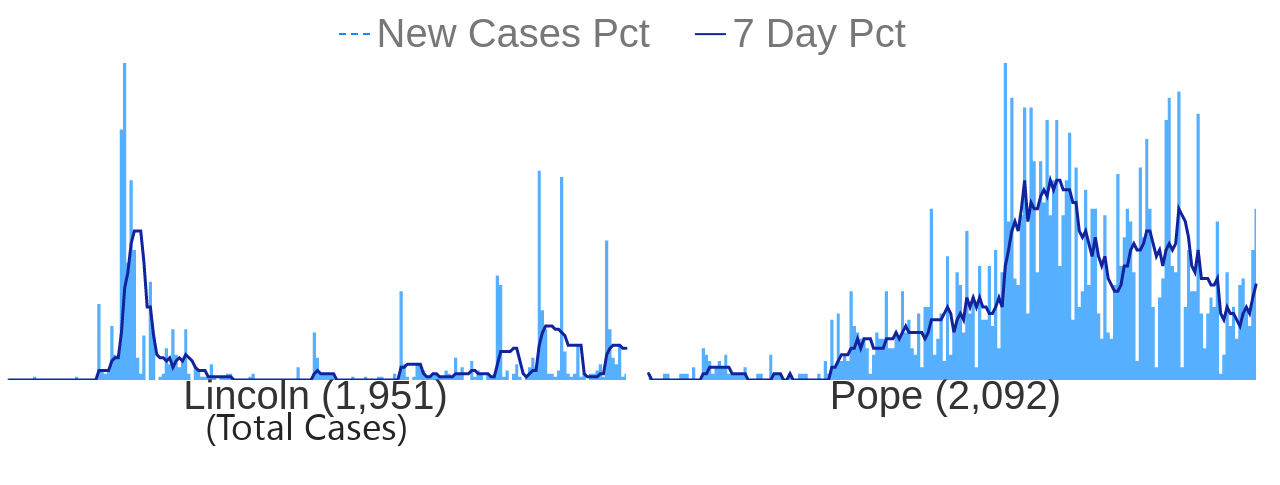 New Cases Pct 7 Day Pct
Lincoln (1,951) Pope (2,092)
(Total Cases)